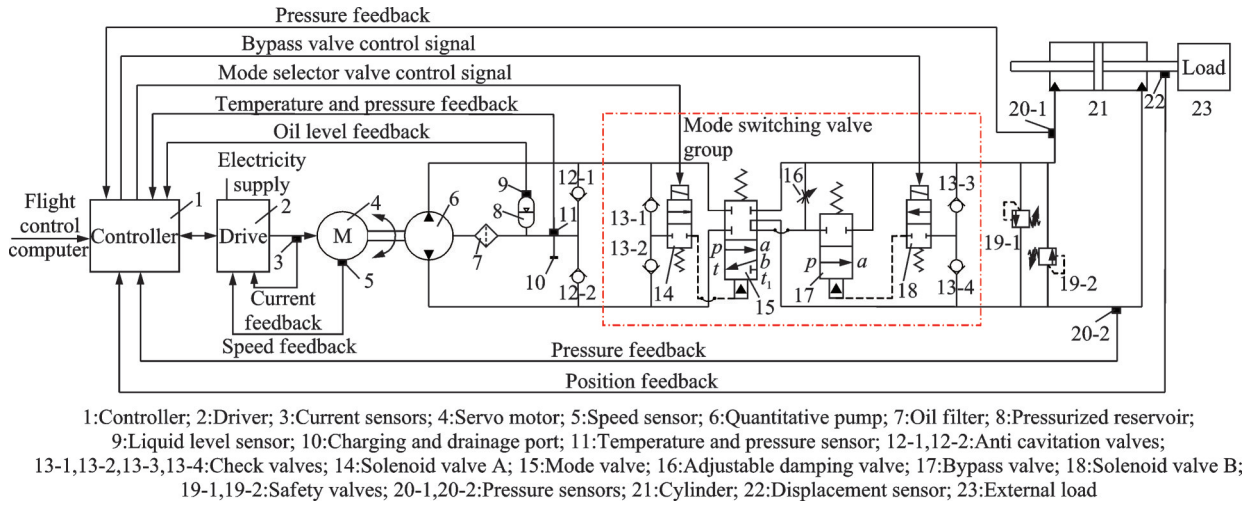 Pressure feedback
Bypass valve control signal
Mode selector valve control signal
Temperature and pressure feedback
Oil level feedback
Electricity
supply
Flight
control
computer
1
Controller
2
Drive
3
Current
feedback
Speed feedback
4
M
5
6
7
8
9
10
11
12-1
12-2
Mode switching valve
group
13-1
13-2
14
p
t
a
b
t1
15
16
p
a
17
18
13-3
13-4
19-1
19-2
20-1
20-2
21
22
Load
23
Pressure feedback
Position feedback
1:Controller; 2:Driver; 3:Current sensors; 4:Servo motor; 5:Speed sensor; 6:Quantitative pump; 7:Oil filter; 8:Pressurized reservoir;
9:Liquid level sensor; 10:Charging and drainage port; 11:Temperature and pressure sensor; 12-1,12-2:Anti cavitation valves;
13-1,13-2,13-3,13-4:Check valves; 14:Solenoid valve A; 15:Mode valve; 16:Adjustable damping valve; 17:Bypass valve; 18:Solenoid valve B;
19-1,19-2:Safety valves; 20-1,20-2:Pressure sensors; 21:Cylinder; 22:Displacement sensor; 23:External load